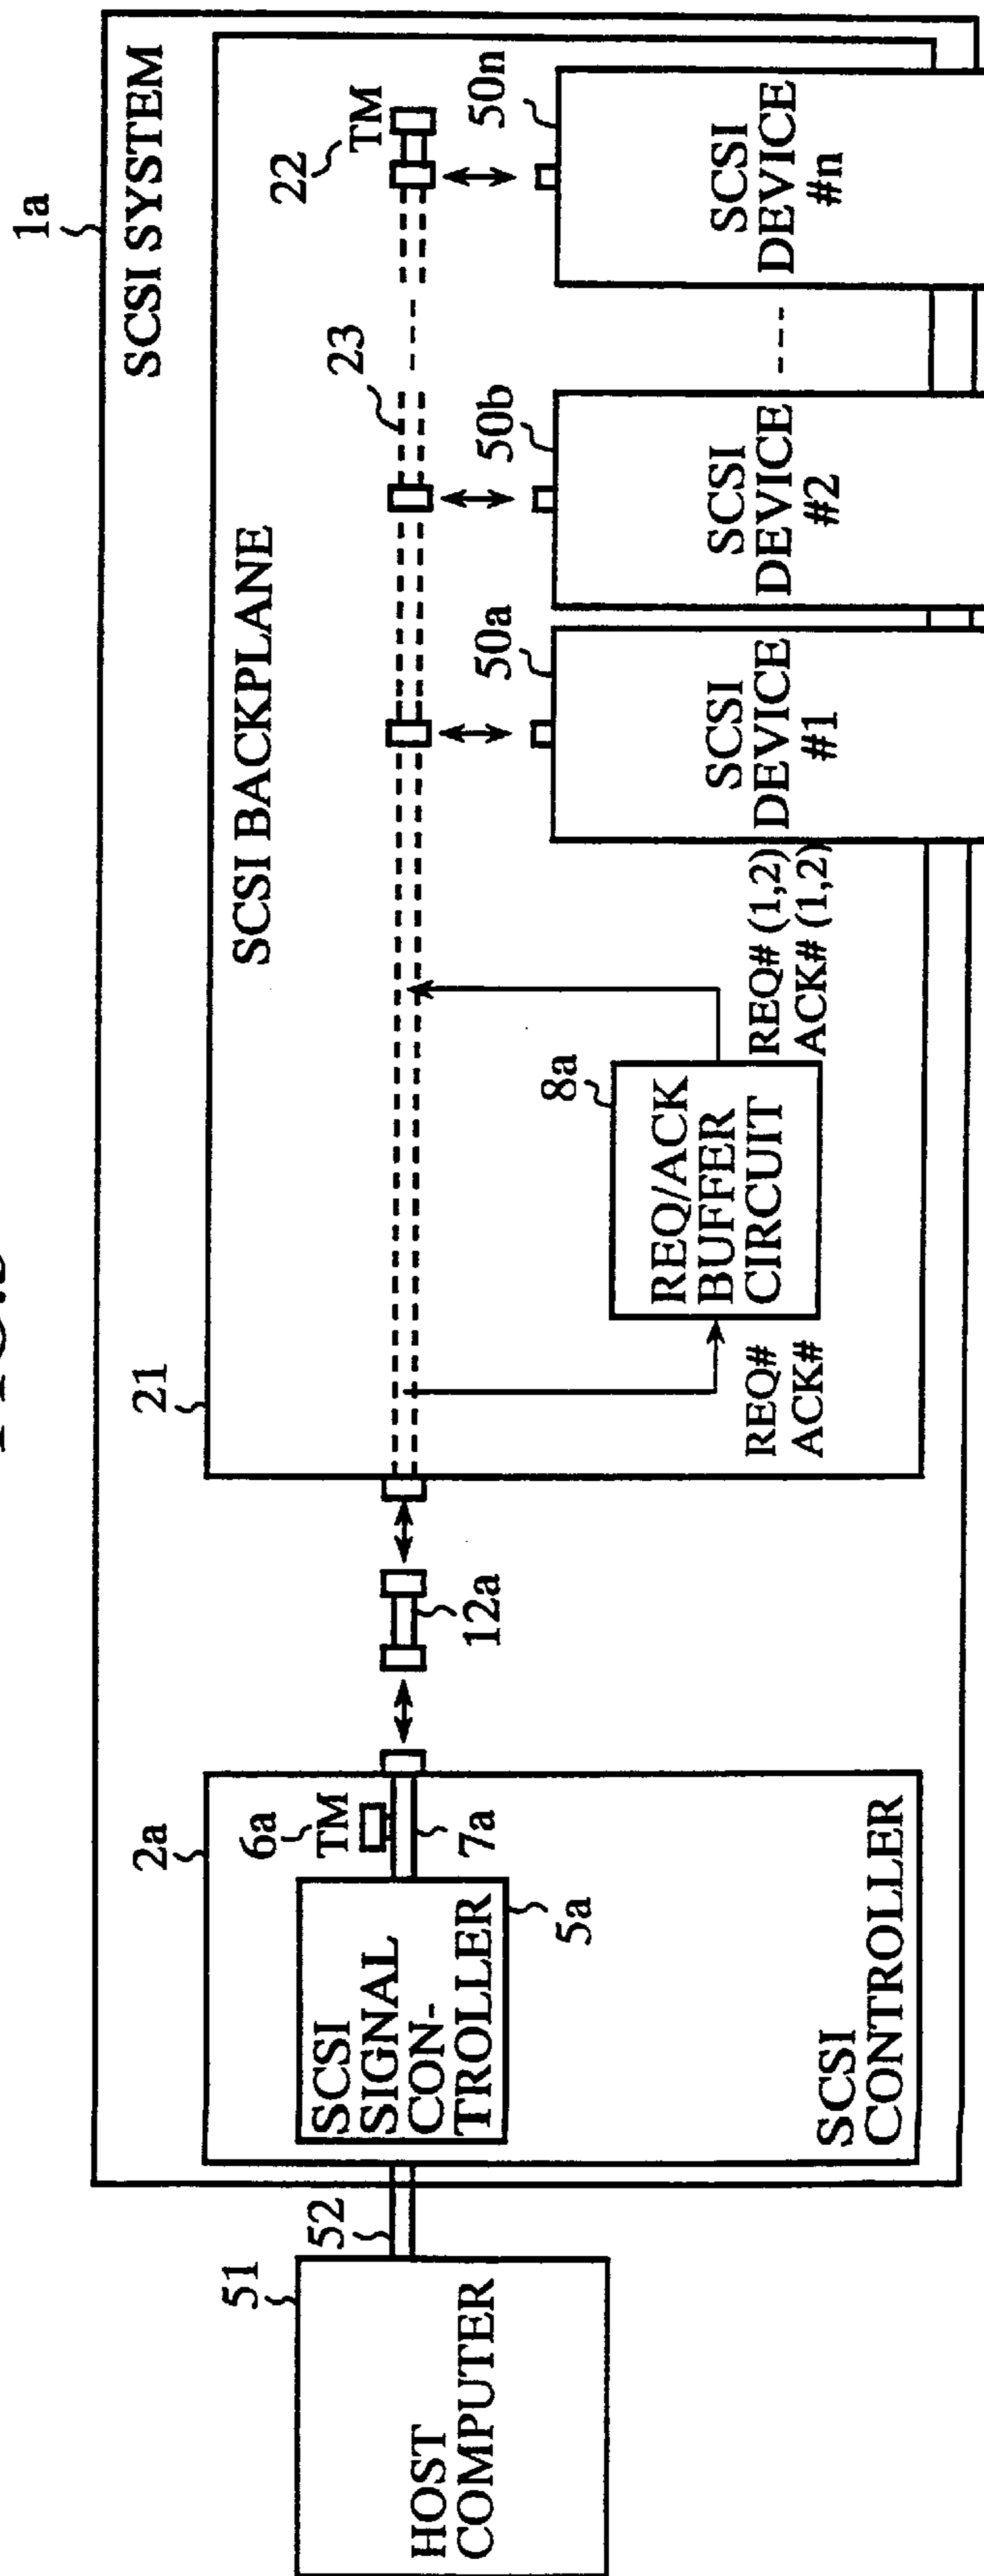 1a
SCSI SYSTEM
21
SCSI BACKPLANE
22
TM
23
50a
50b
50n
SCSI
DEVICE
#1
SCSI
DEVICE
#2
SCSI
DEVICE
#n
8a
REQ/ACK
BUFFER
CIRCUIT
REQ#
ACK#
REQ# (1,2)
ACK# (1,2)
12a
2a
6a
TM
7a
SCSI
SIGNAL
CON-
TROLLER
5a
SCSI
CONTROLLER
51
52
HOST
COMPUTER